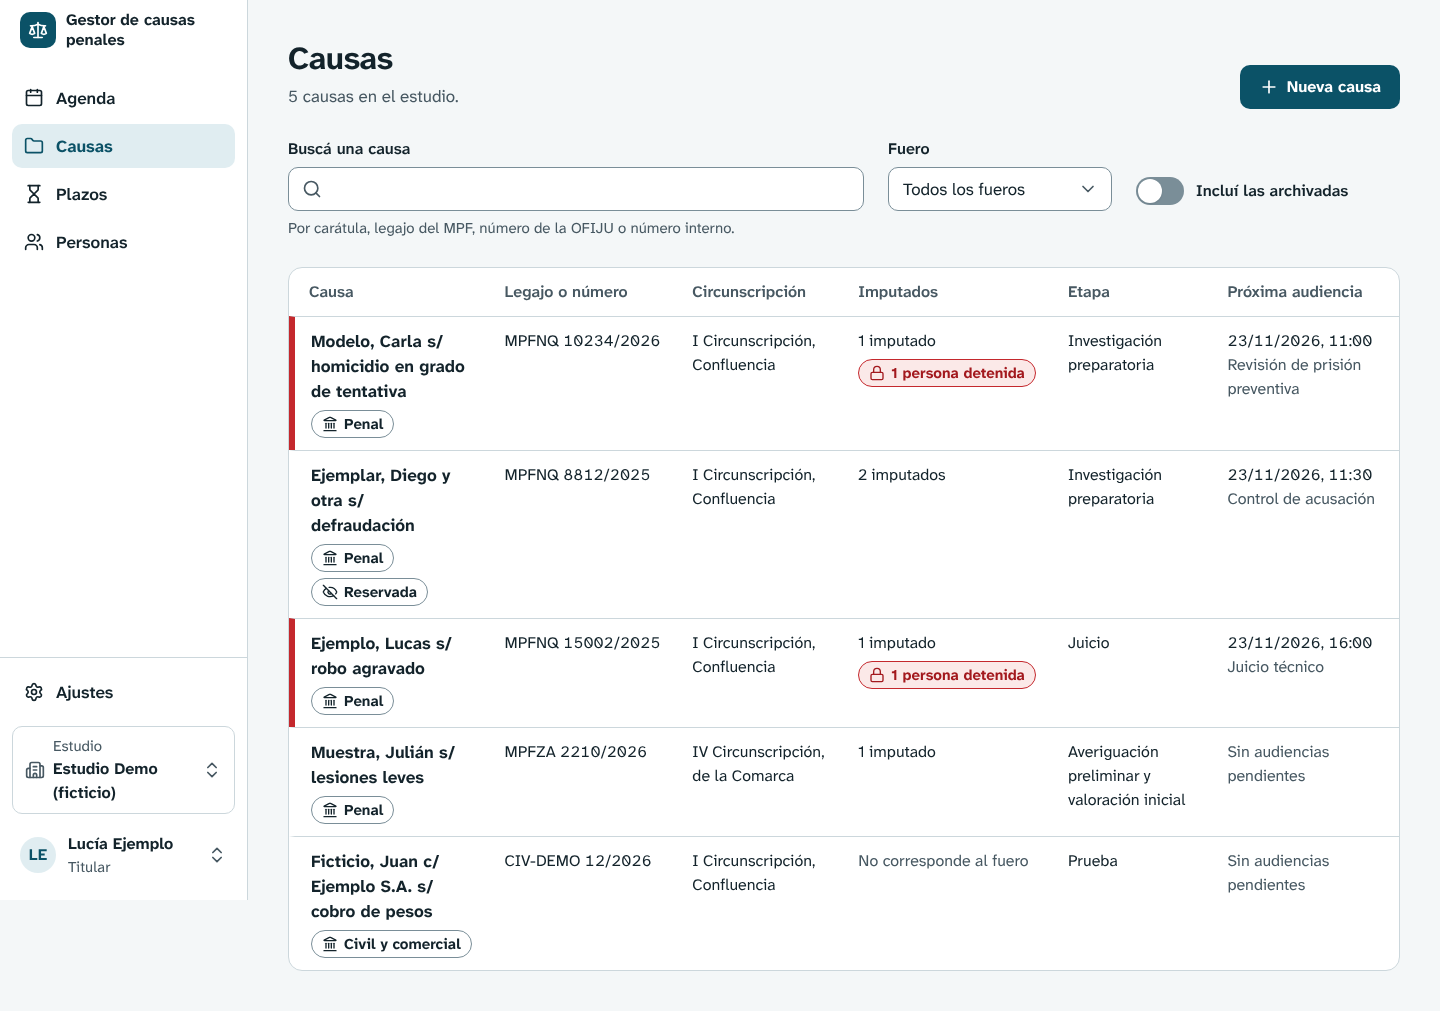 Gestor de causas
penales
Agenda
Causas
Plazos
Personas
Ajustes
Estudio
Estudio Demo
(ficticio)
LE
Lucía Ejemplo
Titular
Causas
5 causas en el estudio.
Nueva causa
Buscá una causa
Por carátula, legajo del MPF, número de la OFIJU o número interno.
Fuero
Todos los fueros
Incluí las archivadas
Causa
Legajo o número
Circunscripción
Imputados
Etapa
Próxima audiencia
Modelo, Carla s/
homicidio en grado
de tentativa
Penal
MPFNQ 10234/2026
I Circunscripción,
Confluencia
1 imputado
1 persona detenida
Investigación
preparatoria
23/11/2026, 11:00
Revisión de prisión
preventiva
Ejemplar, Diego y
otra s/
defraudación
Penal
Reservada
MPFNQ 8812/2025
I Circunscripción,
Confluencia
2 imputados
Investigación
preparatoria
23/11/2026, 11:30
Control de acusación
Ejemplo, Lucas s/
robo agravado
Penal
MPFNQ 15002/2025
I Circunscripción,
Confluencia
1 imputado
1 persona detenida
Juicio
23/11/2026, 16:00
Juicio técnico
Muestra, Julián s/
lesiones leves
Penal
MPFZA 2210/2026
IV Circunscripción,
de la Comarca
1 imputado
Averiguación
preliminar y
valoración inicial
Sin audiencias
pendientes
Ficticio, Juan c/
Ejemplo S.A. s/
cobro de pesos
Civil y comercial
CIV-DEMO 12/2026
I Circunscripción,
Confluencia
No corresponde al fuero
Prueba
Sin audiencias
pendientes